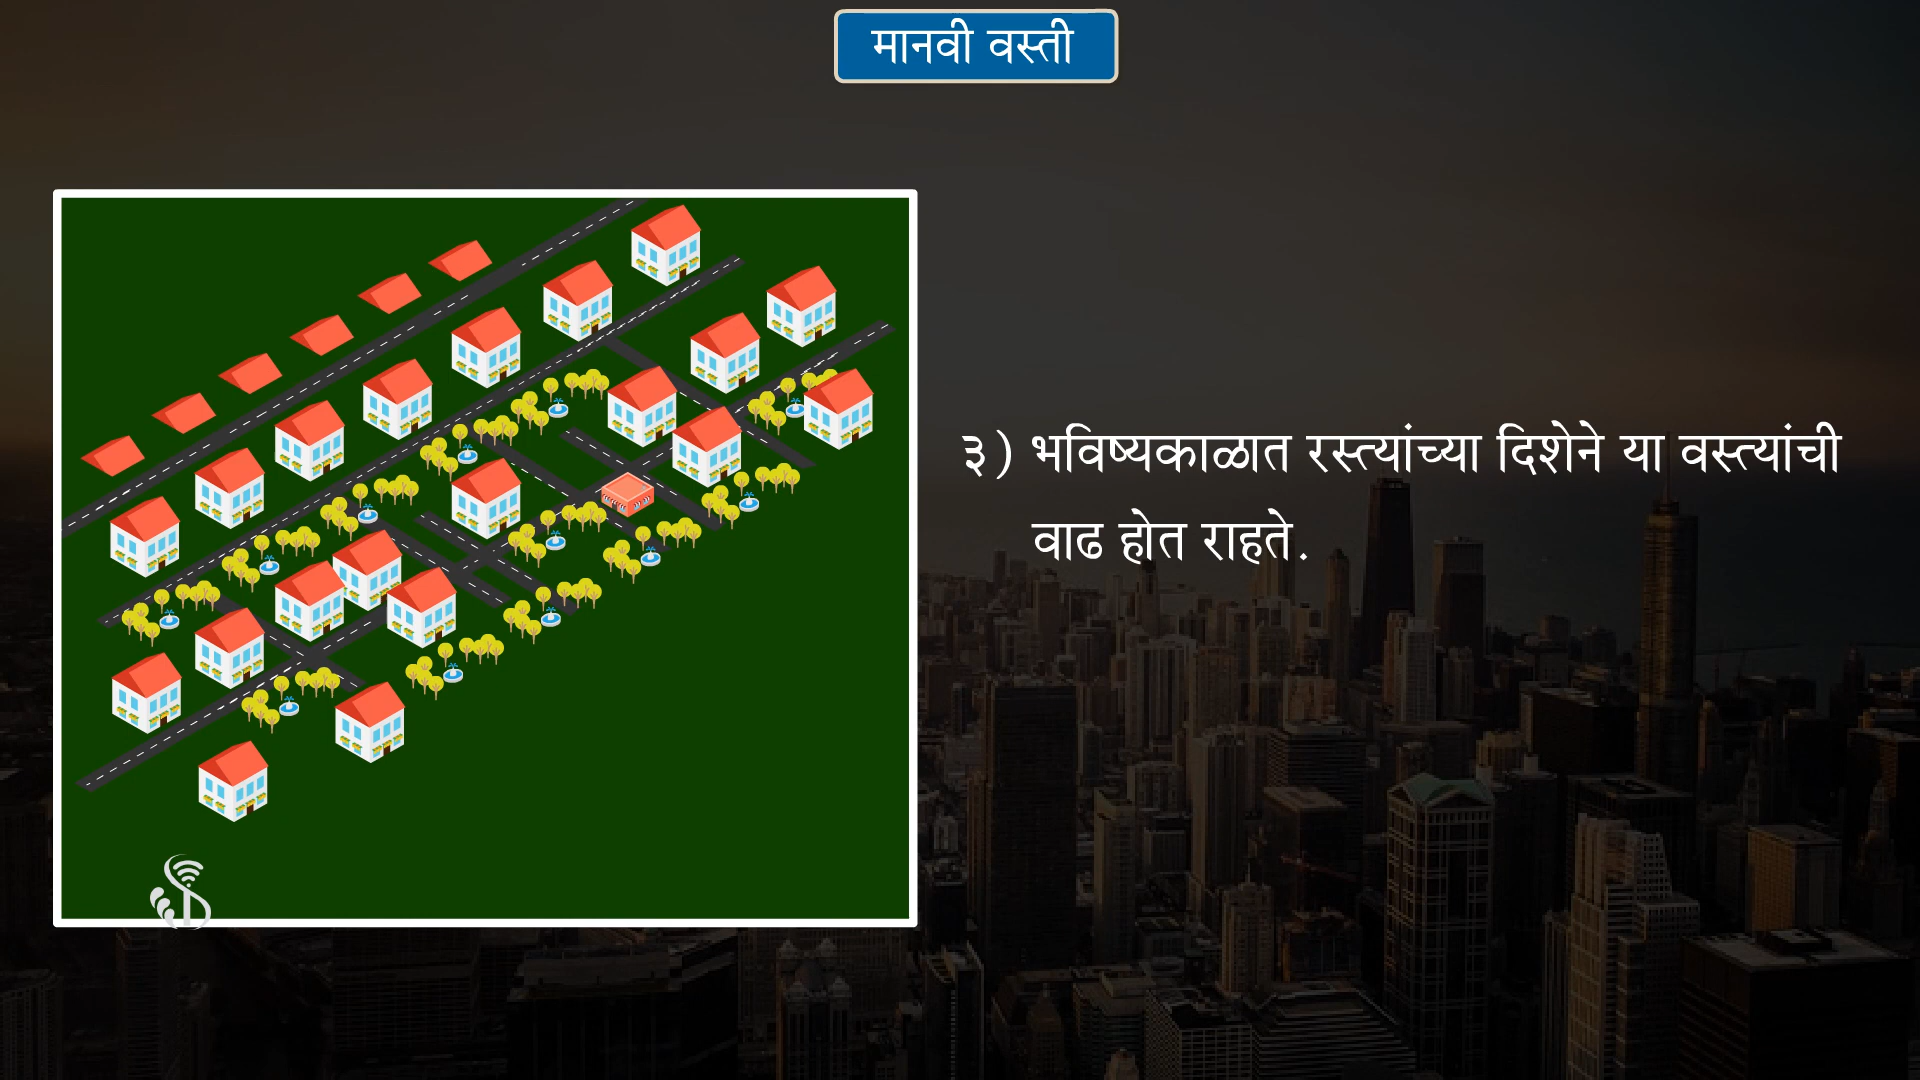 मानवी वस्ती
३) भविष्यकाळात रस्त्यांच्या दिशेने या वस्त्यांची
वाढ होत राहते.